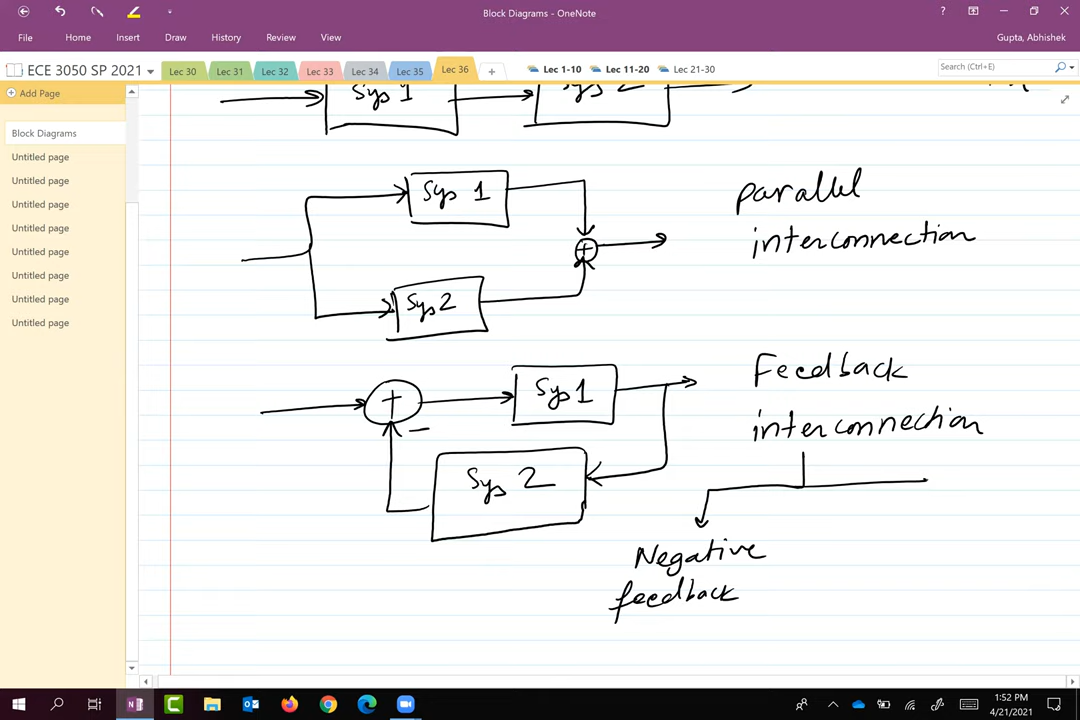 Block Diagrams - OneNote
?
File
Home
Insert
Draw
History
Review
View
Gupta, Abhishek
ECE 3050 SP 2021
Lec 30
Lec 31
Lec 32
Lec 33
Lec 34
Lec 35
Lec 36
+
Lec 1-10
Lec 11-20
Lec 21-30
Search (Ctrl+E)
Add Page
Block Diagrams
Untitled page
Untitled page
Untitled page
Untitled page
Untitled page
Untitled page
Untitled page
Untitled page
Sys 1
Sys 2
Sys 1
parallel
interconnection
+
Sys 2
Feedback
interconnection
+
Sys 1
-
Sys 2
Negative
feedback
1:52 PM
4/21/2021